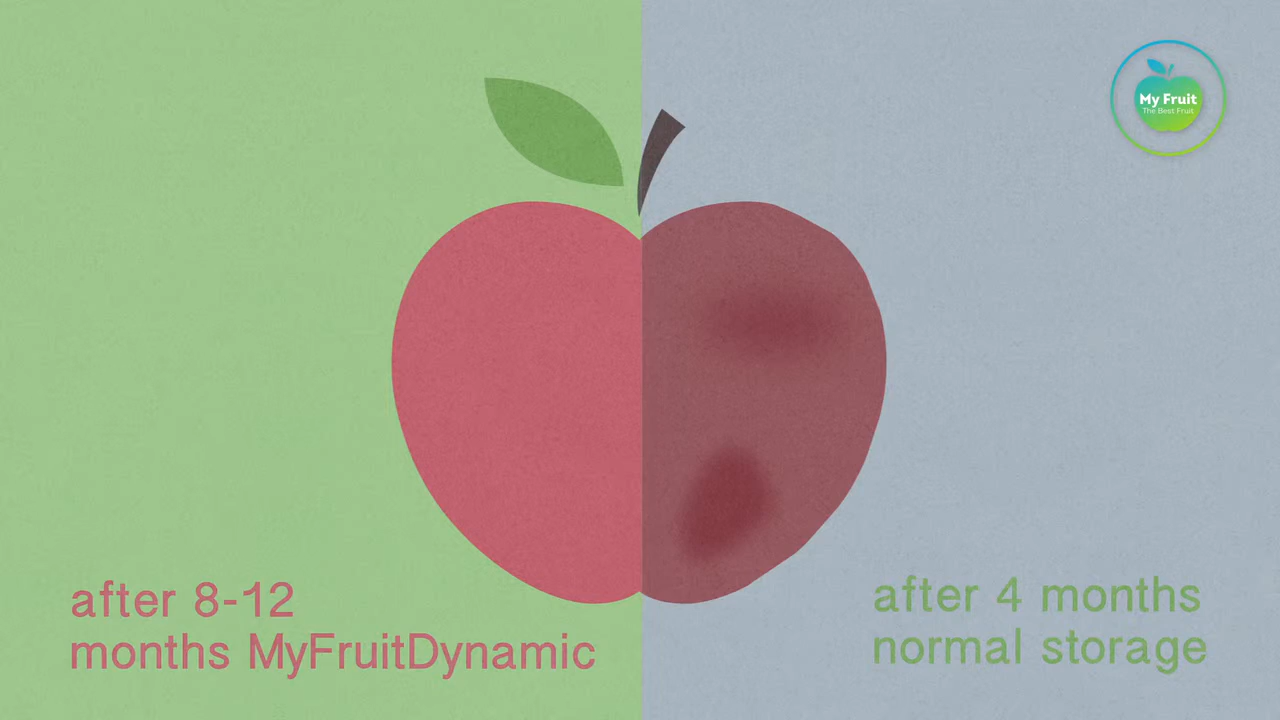 My Fruit
The Best Fruit
after 8-12
months MyFruitDynamic
after 4 months
normal storage